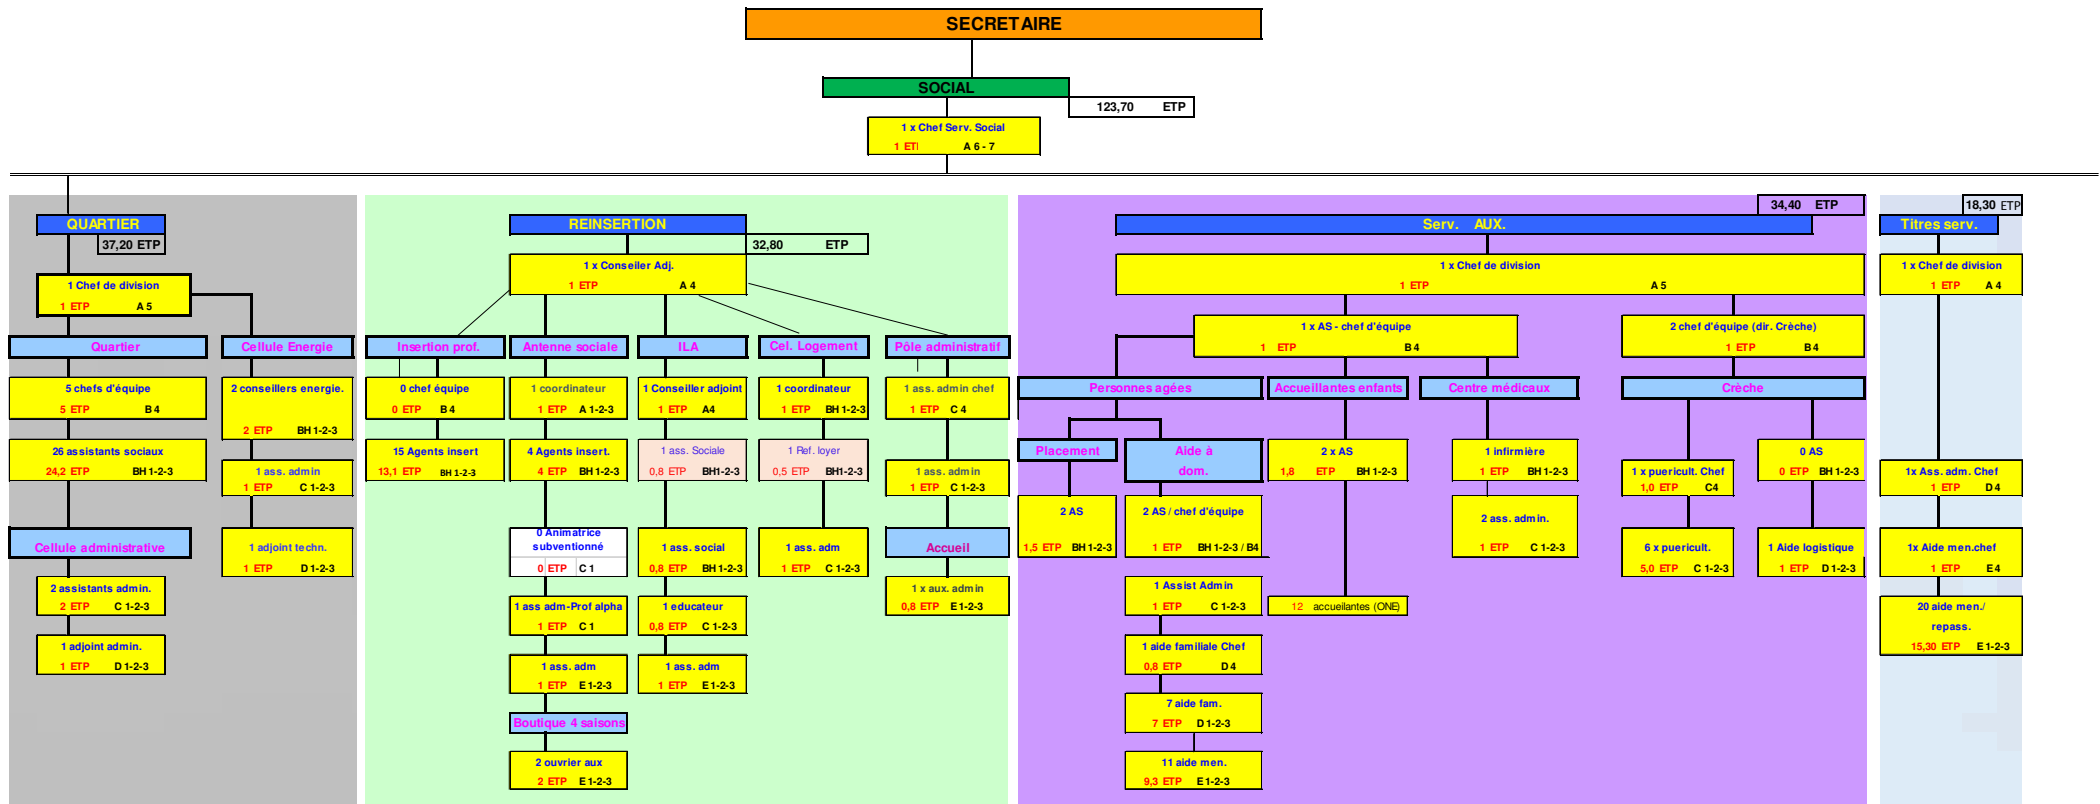 SECRETAIRE
SOCIAL
123,70 ETP
1 x Chef Serv. Social
1 ETI A 6 - 7
QUARTIER
37,20 ETP
1 Chef de division
1 ETP A 5
Quartier
5 chefs d'équipe
5 ETP B 4
26 assistants sociaux
24,2 ETP BH 1-2-3
Cellule administrative
2 assistants admin.
2 ETP C 1-2-3
1 adjoint admin.
1 ETP D 1-2-3
Cellule Energie
2 conseillers energie.
2 ETP BH 1-2-3
1 ass. admin
1 ETP C 1-2-3
1 adjoint techn.
1 ETP D 1-2-3
REINSERTION
32,80 ETP
1 x Conseiler Adj.
1 ETP A 4
Insertion prof.
0 chef équipe
0 ETP B 4
15 Agents insert
13,1 ETP BH 1-2-3
Antenne sociale
1 coordinateur
1 ETP A 1-2-3
4 Agents insert.
4 ETP BH 1-2-3
0 Animatrice
subventionné
0 ETP C 1
1 ass adm-Prof alpha
1 ETP C 1
1 ass. adm
1 ETP E 1-2-3
Boutique 4 saisons
2 ouvrier aux
2 ETP E 1-2-3
ILA
1 Conseiller adjoint
1 ETP A4
1 ass. Sociale
0,8 ETP BH1-2-3
1 ass. social
0,8 ETP BH 1-2-3
1 educateur
0,8 ETP C 1-2-3
1 ass. adm
1 ETP E 1-2-3
Cel. Logement
1 coordinateur
1 ETP BH 1-2-3
1 Ref. loyer
0,5 ETP BH1-2-3
1 ass. adm
1 ETP C 1-2-3
Pôle administratif
1 ass. admin chef
1 ETP C 4
1 ass. admin
1 ETP C 1-2-3
Accueil
1 x aux. admin
0,8 ETP E 1-2-3
34,40 ETP
Serv. AUX.
1 x Chef de division
1 ETP A 5
1 x AS - chef d'équipe
1 ETP B 4
2 chef d'équipe (dir. Crèche)
1 ETP B 4
Personnes agées
Placement
2 AS
1,5 ETP BH 1-2-3
Aide à
dom.
2 AS / chef d'équipe
1 ETP BH 1-2-3 / B4
1 Assist Admin
1 ETP C 1-2-3
1 aide familiale Chef
0,8 ETP D 4
7 aide fam.
7 ETP D 1-2-3
11 aide men.
9,3 ETP E 1-2-3
Accueillantes enfants
2 x AS
1,8 ETP BH 1-2-3
12 accueilantes (ONE)
Centre médicaux
1 infirmière
1 ETP BH 1-2-3
2 ass. admin.
1 ETP C 1-2-3
Crèche
1 x puericult. Chef
1,0 ETP C4
6 x puericult.
5,0 ETP C 1-2-3
0 AS
0 ETP BH 1-2-3
1 Aide logistique
1 ETP D 1-2-3
18,30 ETP
Titres serv.
1 x Chef de division
1 ETP A 4
1x Ass. adm. Chef
1 ETP D 4
1x Aide men.chef
1 ETP E 4
20 aide men./
repass.
15,30 ETP E 1-2-3